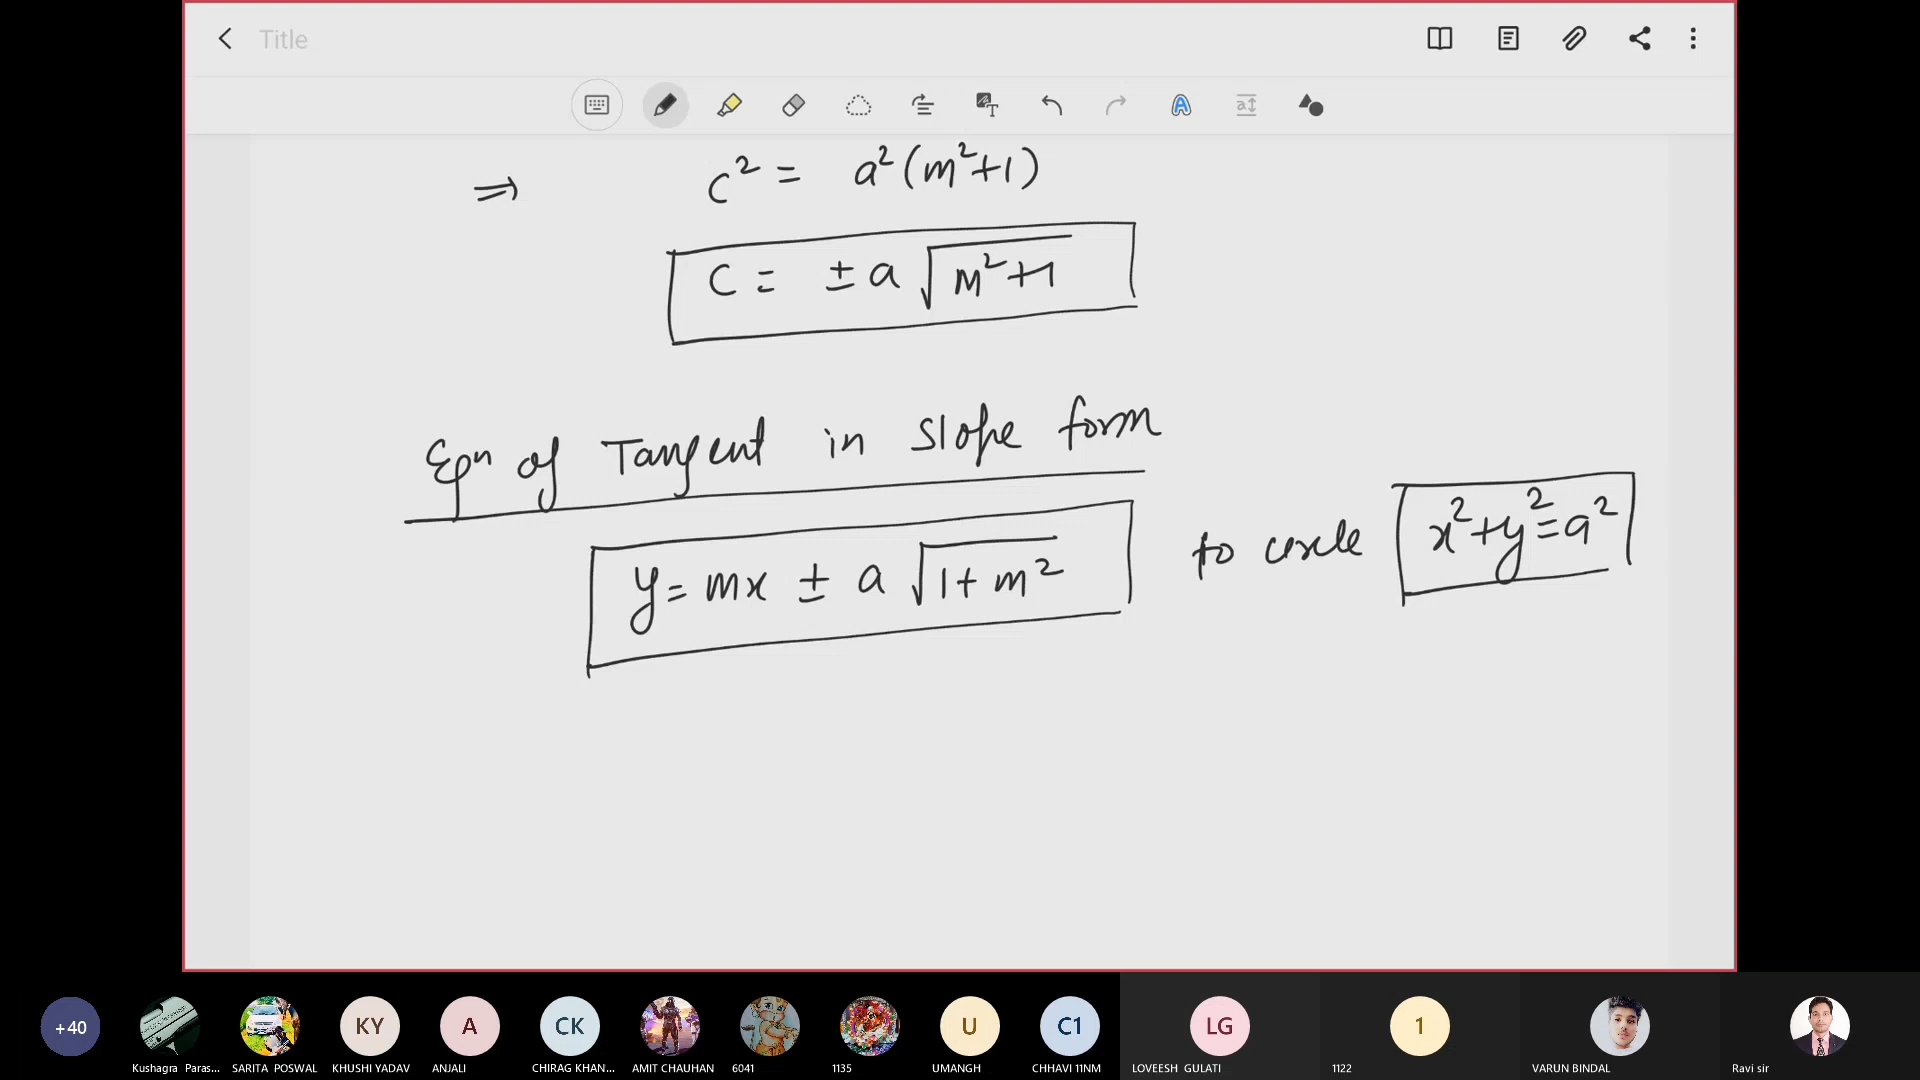 Title
⇒ c² = a²(m²+1)
C = ± a √m²+1
Eqⁿ of Tangent in slope form
y = mx ± a √1+m² to circle x²+y²=a²
+40 KY A CK U C1 LG 1
Kushagra Paras... SARITA POSWAL KHUSHI YADAV ANJALI CHIRAG KHAN... AMIT CHAUHAN 6041 1135 UMANGH CHHAVI 11NM LOVEESH GULATI 1122 VARUN BINDAL Ravi sir